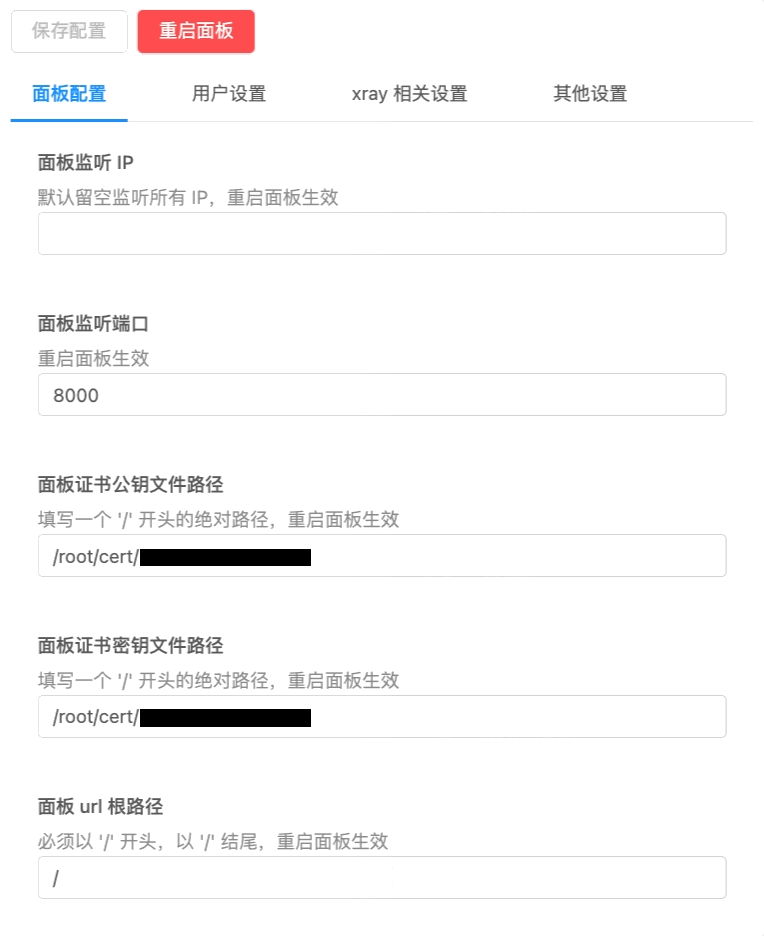 保存配置 重启面板
面板配置 用户设置 xray 相关设置 其他设置
面板监听 IP
默认留空监听所有 IP，重启面板生效
面板监听端口
重启面板生效
8000
面板证书公钥文件路径
填写一个 '/' 开头的绝对路径，重启面板生效
/root/cert/
面板证书密钥文件路径
填写一个 '/' 开头的绝对路径，重启面板生效
/root/cert/
面板 url 根路径
必须以 '/' 开头，以 '/' 结尾，重启面板生效
/